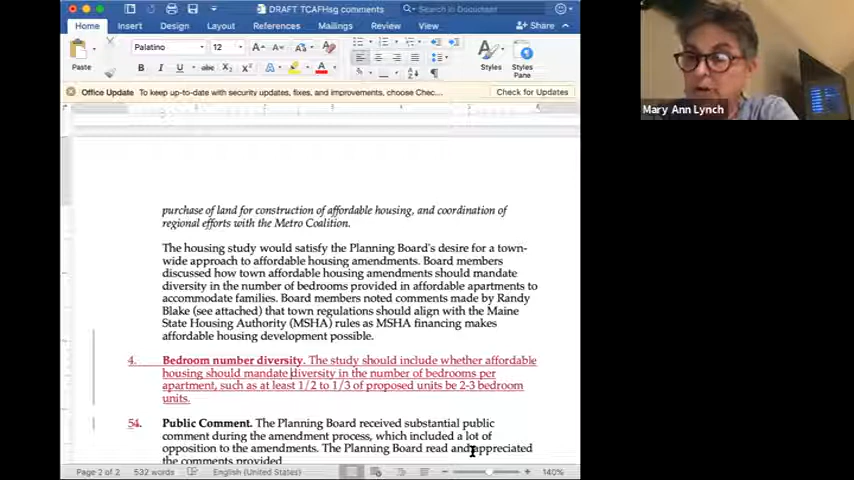 DRAFT TCAFHsg comments
Search in Document
Home Insert Design Layout References Mailings Review View Share
Palatino 12
Paste Styles Styles Pane
B I U abc X2 X2
Office Update To keep up-to-date with security updates, fixes, and improvements, choose Chec... Check for Updates
purchase of land for construction of affordable housing, and coordination of
regional efforts with the Metro Coalition.
The housing study would satisfy the Planning Board's desire for a town-
wide approach to affordable housing amendments. Board members
discussed how town affordable housing amendments should mandate
diversity in the number of bedrooms provided in affordable apartments to
accommodate families. Board members noted comments made by Randy
Blake (see attached) that town regulations should align with the Maine
State Housing Authority (MSHA) rules as MSHA financing makes
affordable housing development possible.
4. Bedroom number diversity. The study should include whether affordable
housing should mandate diversity in the number of bedrooms per
apartment, such as at least 1/2 to 1/3 of proposed units be 2-3 bedroom
units.
54. Public Comment. The Planning Board received substantial public
comment during the amendment process, which included a lot of
opposition to the amendments. The Planning Board read and appreciated
the comments provided
Page 2 of 2 532 words English (United States) 140%
Mary Ann Lynch